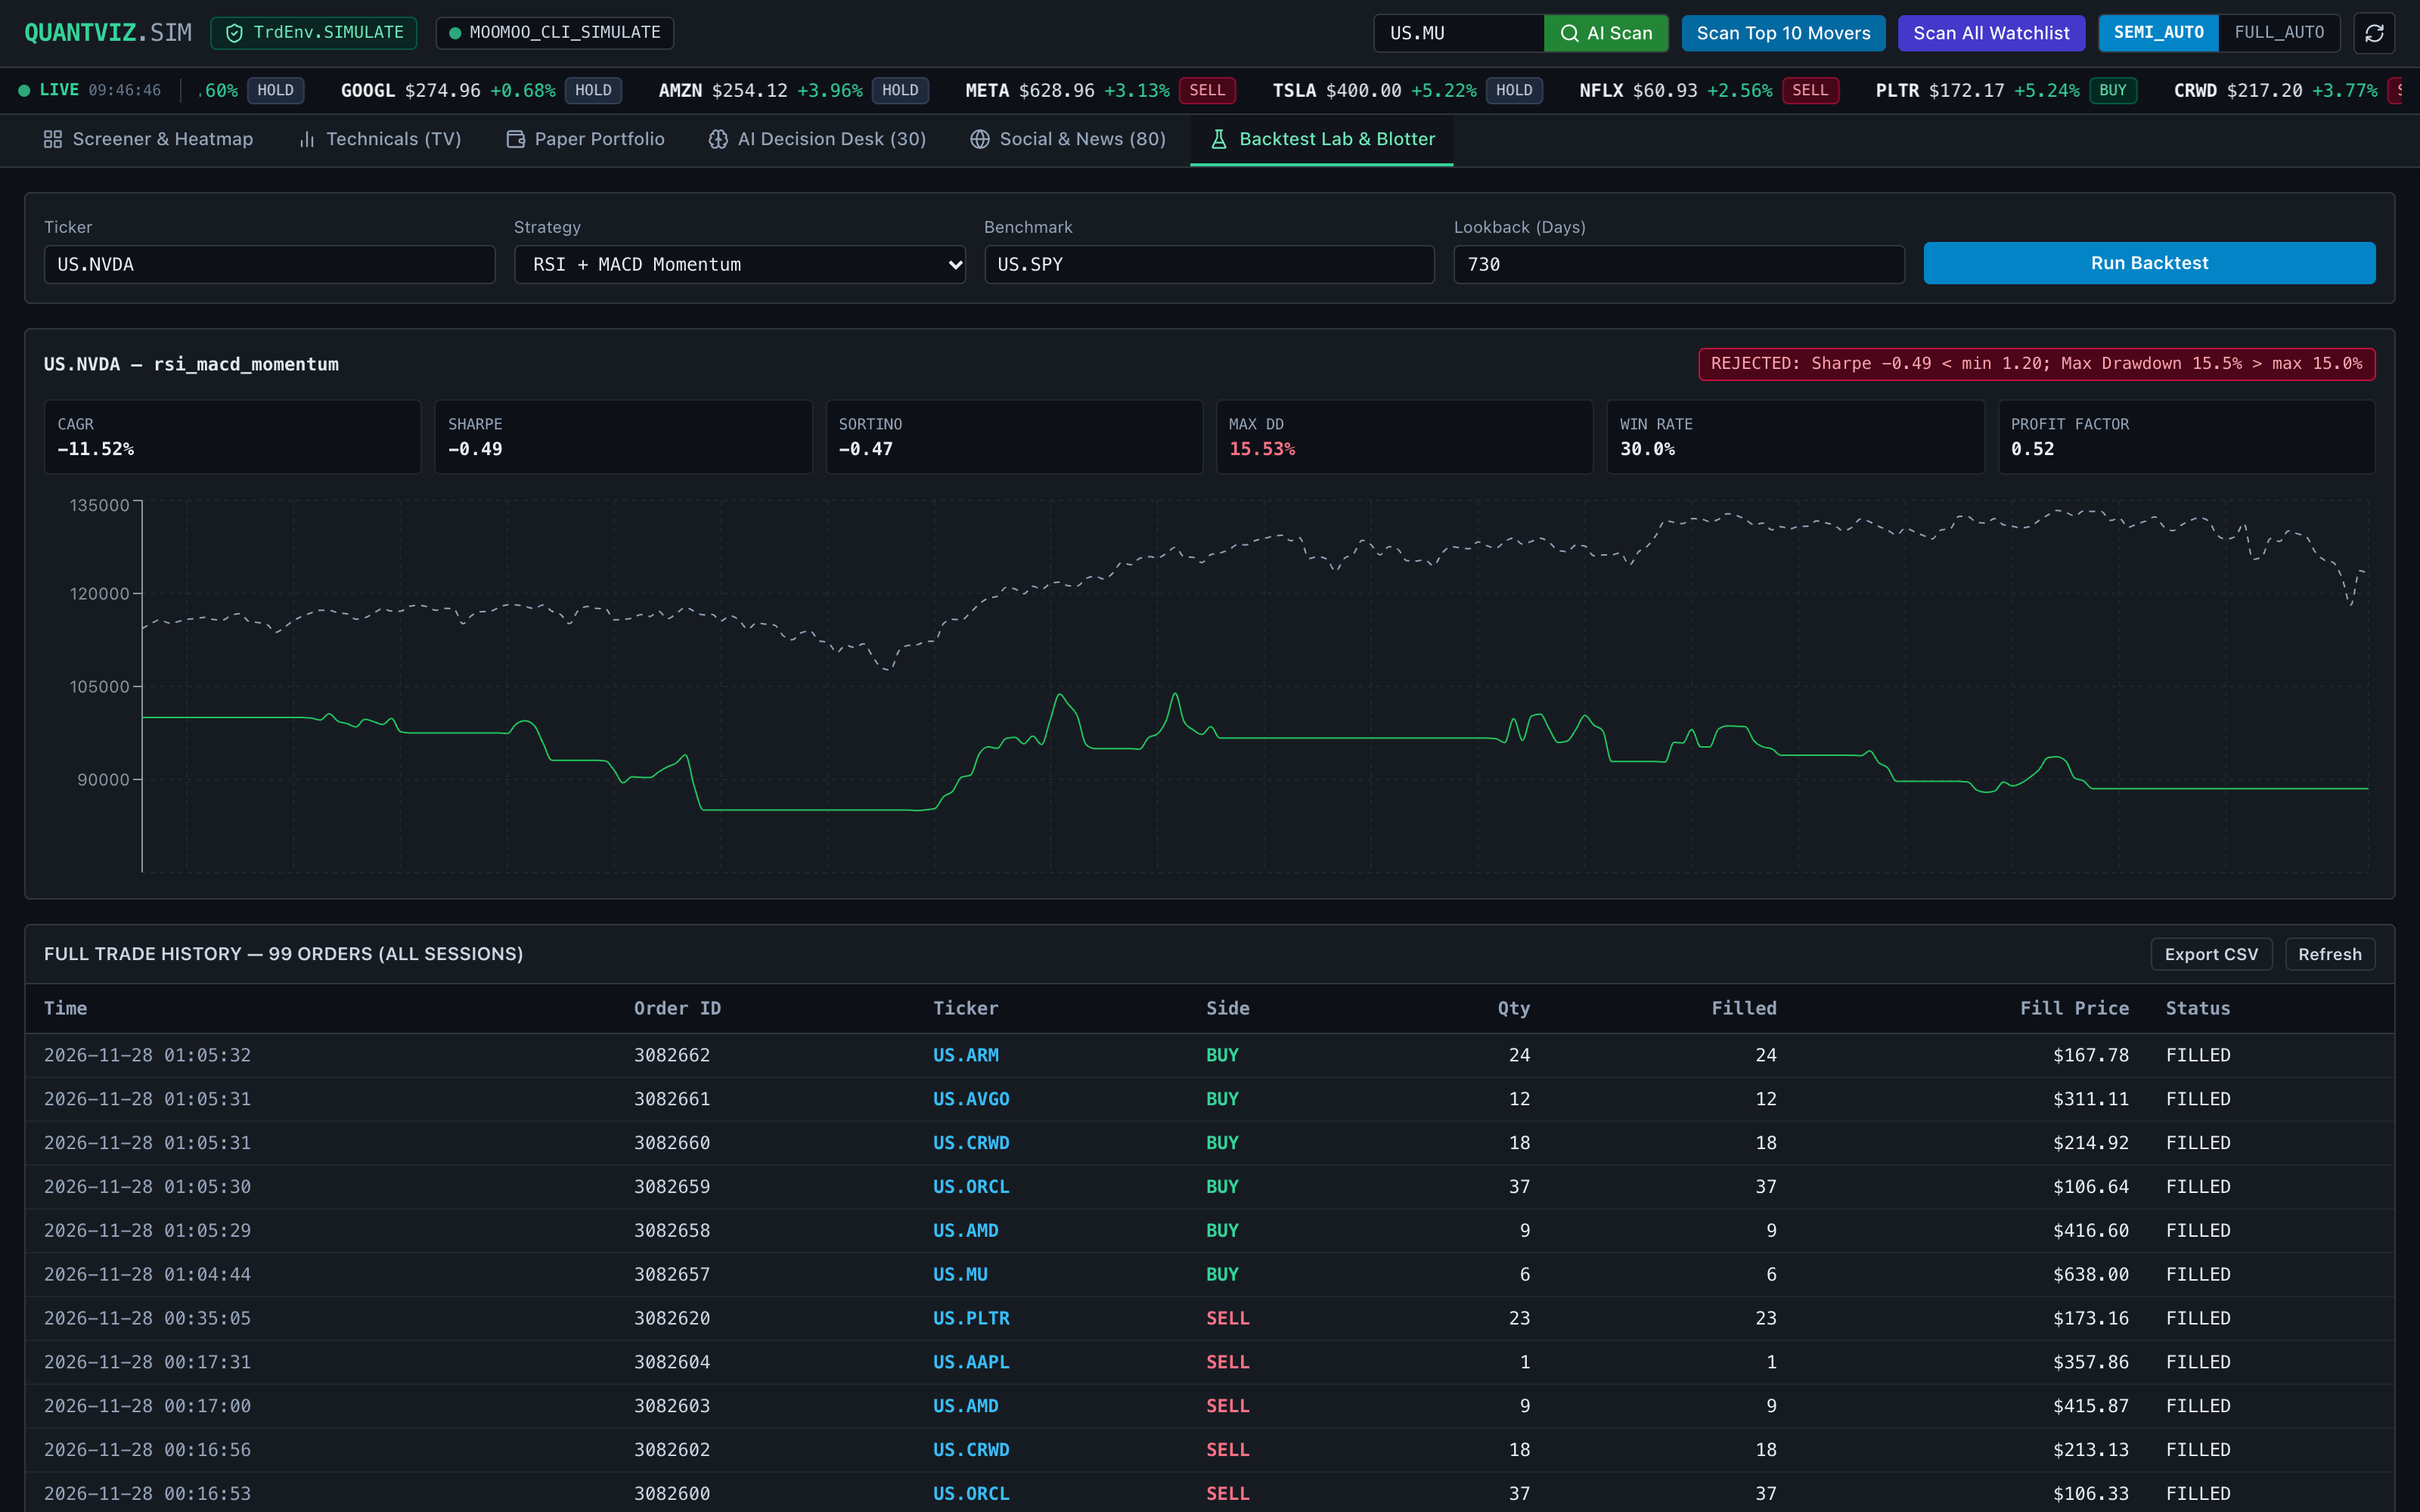 QUANTVIZ.SIM TrdEnv.SIMULATE MOOMOO_CLI_SIMULATE US.MU AI Scan Scan Top 10 Movers Scan All Watchlist SEMI_AUTO FULL_AUTO
LIVE 09:46:46 .60% HOLD GOOGL $274.96 +0.68% HOLD AMZN $254.12 +3.96% HOLD META $628.96 +3.13% SELL TSLA $400.00 +5.22% HOLD NFLX $60.93 +2.56% SELL PLTR $172.17 +5.24% BUY CRWD $217.20 +3.77%
Screener & Heatmap Technicals (TV) Paper Portfolio AI Decision Desk (30) Social & News (80) Backtest Lab & Blotter
Ticker Strategy Benchmark Lookback (Days)
US.NVDA RSI + MACD Momentum US.SPY 730 Run Backtest
US.NVDA — rsi_macd_momentum REJECTED: Sharpe -0.49 < min 1.20; Max Drawdown 15.5% > max 15.0%
CAGR SHARPE SORTINO MAX DD WIN RATE PROFIT FACTOR
-11.52% -0.49 -0.47 15.53% 30.0% 0.52
135000
120000
105000
90000
FULL TRADE HISTORY — 99 ORDERS (ALL SESSIONS) Export CSV Refresh
Time Order ID Ticker Side Qty Filled Fill Price Status
2026-11-28 01:05:32 3082662 US.ARM BUY 24 24 $167.78 FILLED
2026-11-28 01:05:31 3082661 US.AVGO BUY 12 12 $311.11 FILLED
2026-11-28 01:05:31 3082660 US.CRWD BUY 18 18 $214.92 FILLED
2026-11-28 01:05:30 3082659 US.ORCL BUY 37 37 $106.64 FILLED
2026-11-28 01:05:29 3082658 US.AMD BUY 9 9 $416.60 FILLED
2026-11-28 01:04:44 3082657 US.MU BUY 6 6 $638.00 FILLED
2026-11-28 00:35:05 3082620 US.PLTR SELL 23 23 $173.16 FILLED
2026-11-28 00:17:31 3082604 US.AAPL SELL 1 1 $357.86 FILLED
2026-11-28 00:17:00 3082603 US.AMD SELL 9 9 $415.87 FILLED
2026-11-28 00:16:56 3082602 US.CRWD SELL 18 18 $213.13 FILLED
2026-11-28 00:16:53 3082600 US.ORCL SELL 37 37 $106.33 FILLED